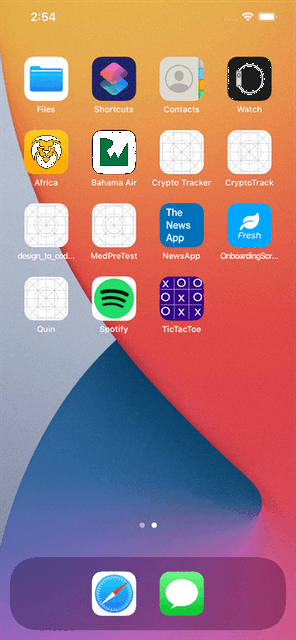 2:54
Files
Shortcuts
Contacts
Watch
Africa
Bahama Air
Crypto Tracker
CryptoTrack
design_to_cod...
MedPreTest
The
News
App
NewsApp
Fresh
OnboardingScr...
Quin
Spotify
X O X
O X O
O X X
TicTacToe